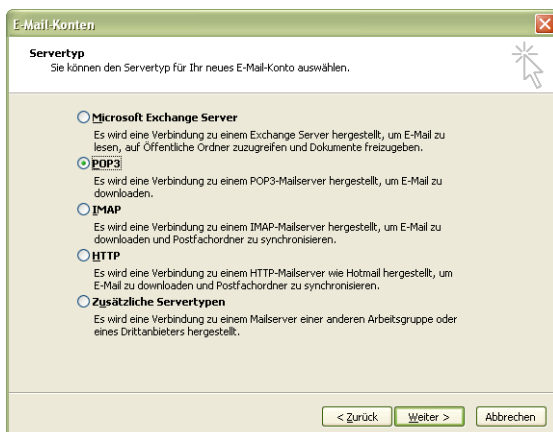 E-Mail-Konten
Servertyp
Sie können den Servertyp für Ihr neues E-Mail-Konto auswählen.
Microsoft Exchange Server
Es wird eine Verbindung zu einem Exchange Server hergestellt, um E-Mail zu
lesen, auf Öffentliche Ordner zuzugreifen und Dokumente freizugeben.
POP3
Es wird eine Verbindung zu einem POP3-Mailserver hergestellt, um E-Mail zu
downloaden.
IMAP
Es wird eine Verbindung zu einem IMAP-Mailserver hergestellt, um E-Mail zu
downloaden und Postfachordner zu synchronisieren.
HTTP
Es wird eine Verbindung zu einem HTTP-Mailserver wie Hotmail hergestellt, um
E-Mail zu downloaden und Postfachordner zu synchronisieren.
Zusätzliche Servertypen
Es wird eine Verbindung zu einem Mailserver einer anderen Arbeitsgruppe oder
eines Drittanbieters hergestellt.
< Zurück Weiter > Abbrechen